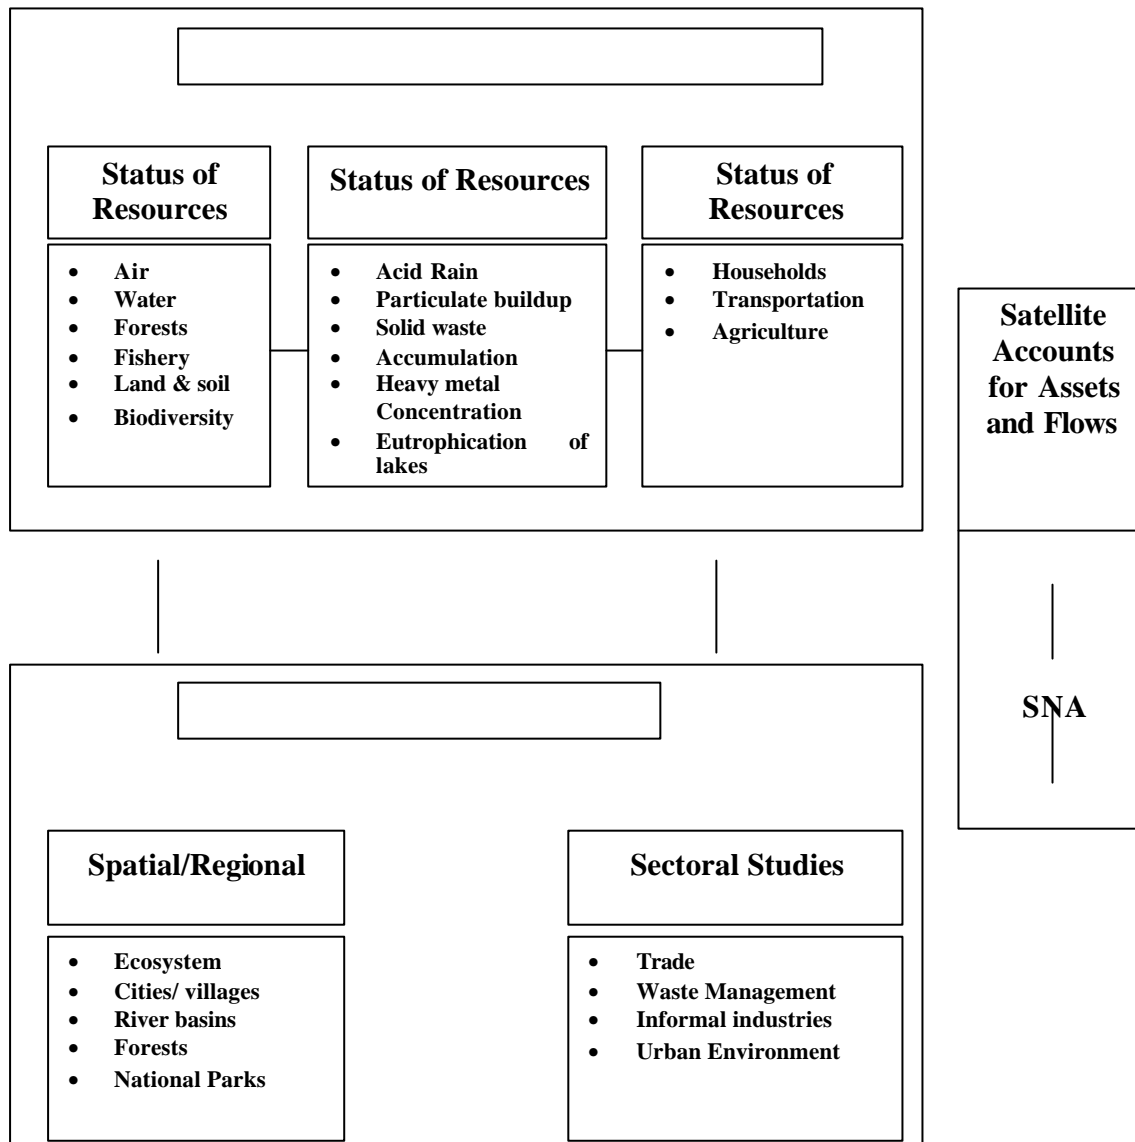 Status of
Resources
• Air
• Water
• Forests
• Fishery
• Land & soil
• Biodiversity
Status of Resources
• Acid Rain
• Particulate buildup
• Solid waste
• Accumulation
• Heavy metal
Concentration
• Eutrophication of
lakes
Status of
Resources
• Households
• Transportation
• Agriculture
Satellite
Accounts
for Assets
and Flows
SNA
Spatial/Regional
• Ecosystem
• Cities/ villages
• River basins
• Forests
• National Parks
Sectoral Studies
• Trade
• Waste Management
• Informal industries
• Urban Environment